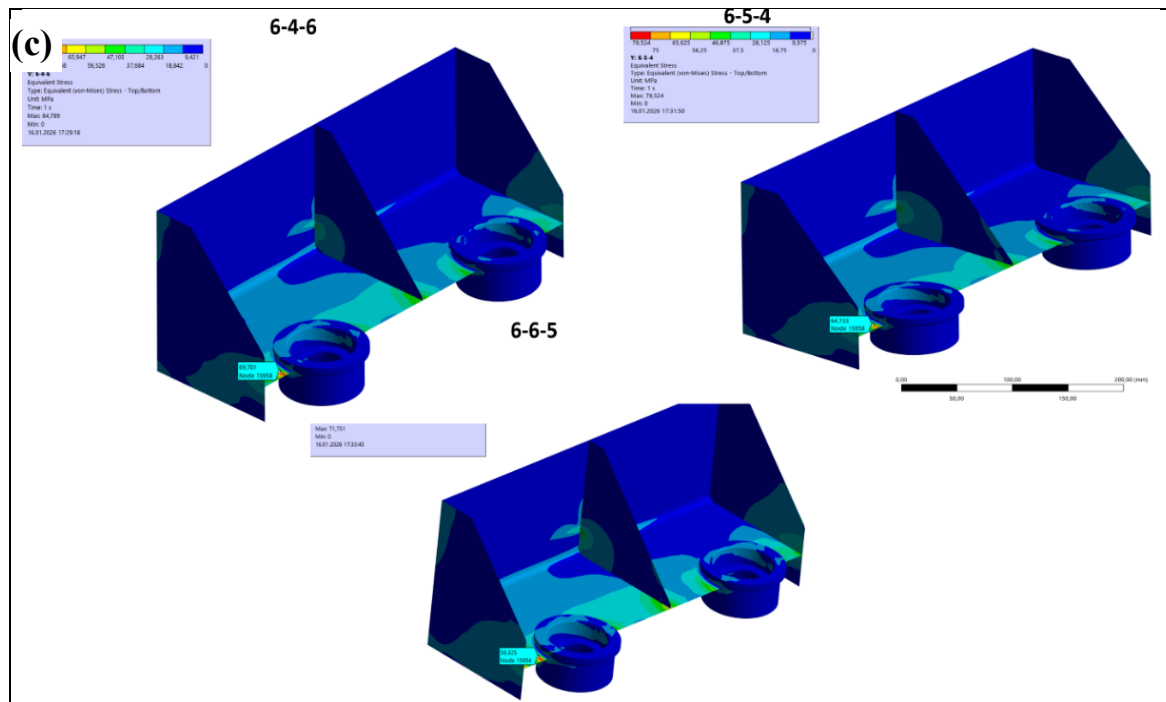 (c)
6-4-6
65,947 47,105 28,263 9,421
56,526 37,684 18,842 0
Y: 6-4-6
Equivalent Stress
Type: Equivalent (von-Mises) Stress - Top/Bottom
Unit: MPa
Time: 1 s
Max: 84,789
Min: 0
16.01.2026 17:29:18
6-5-4
78,524 65,625 46,875 28,125 9,375
75 56,25 37,5 18,75 0
Y: 6-5-4
Equivalent Stress
Type: Equivalent (von-Mises) Stress - Top/Bottom
Unit: MPa
Time: 1 s
Max: 78,524
Min: 0
16.01.2026 17:31:50
69,701
Node 15958
64,733
Node 15956
0,00 100,00 200,00 (mm)
50,00 150,00
6-6-5
Max: 71,751
Min: 0
16.01.2026 17:33:43
Node 15954